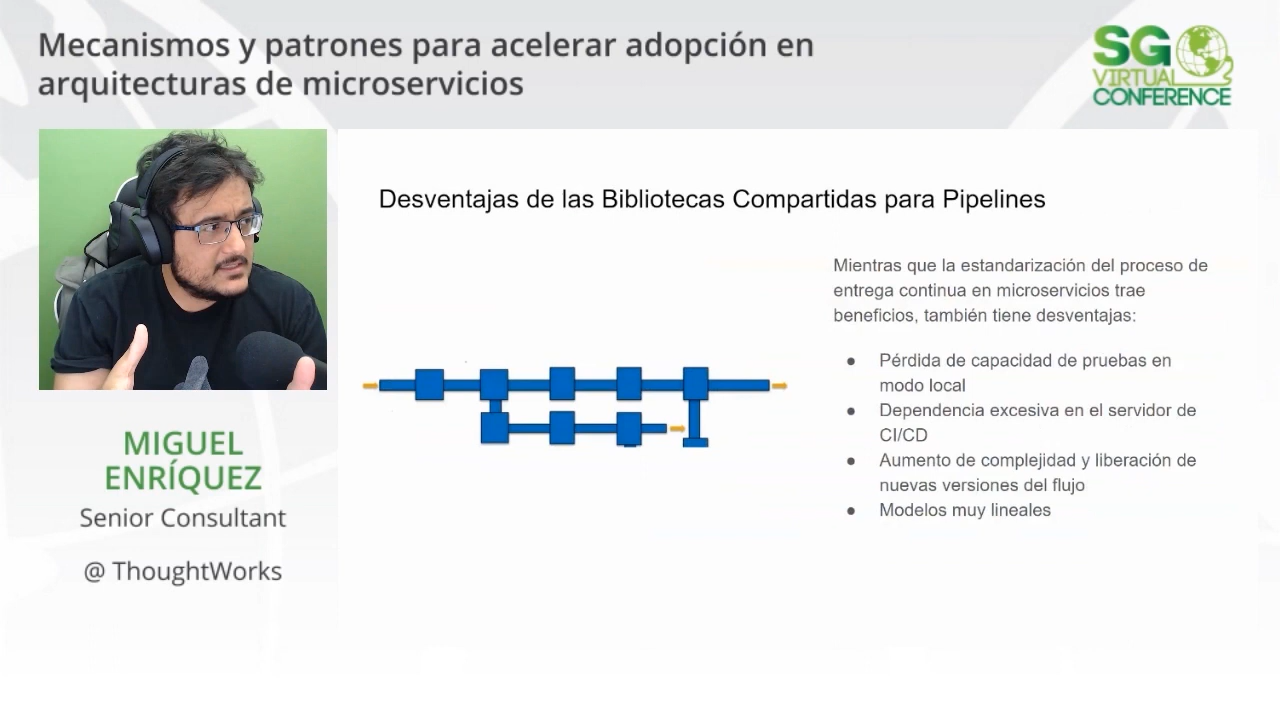 Mecanismos y patrones para acelerar adopción en
arquitecturas de microservicios
SG
VIRTUAL
CONFERENCE
MIGUEL
ENRÍQUEZ
Senior Consultant
@ ThoughtWorks
Desventajas de las Bibliotecas Compartidas para Pipelines
Mientras que la estandarización del proceso de
entrega continua en microservicios trae
beneficios, también tiene desventajas:
● Pérdida de capacidad de pruebas en
modo local
● Dependencia excesiva en el servidor de
CI/CD
● Aumento de complejidad y liberación de
nuevas versiones del flujo
● Modelos muy lineales